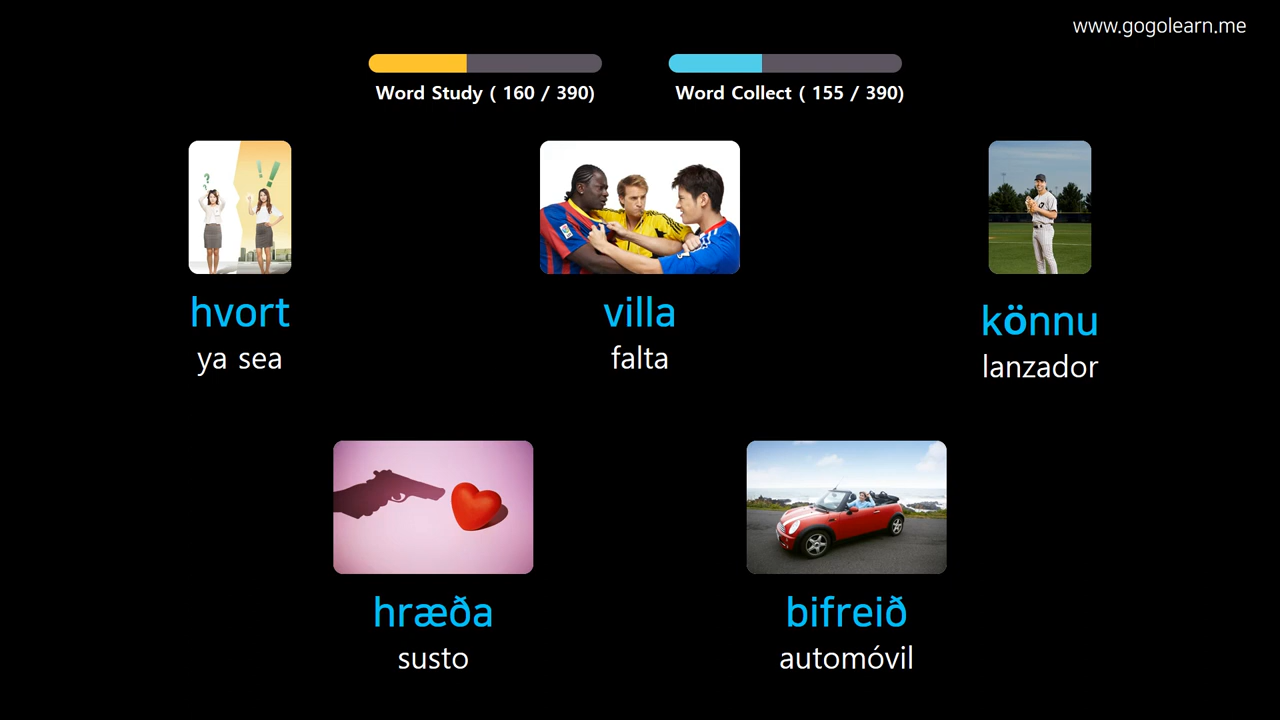 www.gogolearn.me
Word Study ( 160 / 390)
Word Collect ( 155 / 390)
hvort
ya sea
villa
falta
könnu
lanzador
hræða
susto
bifreið
automóvil